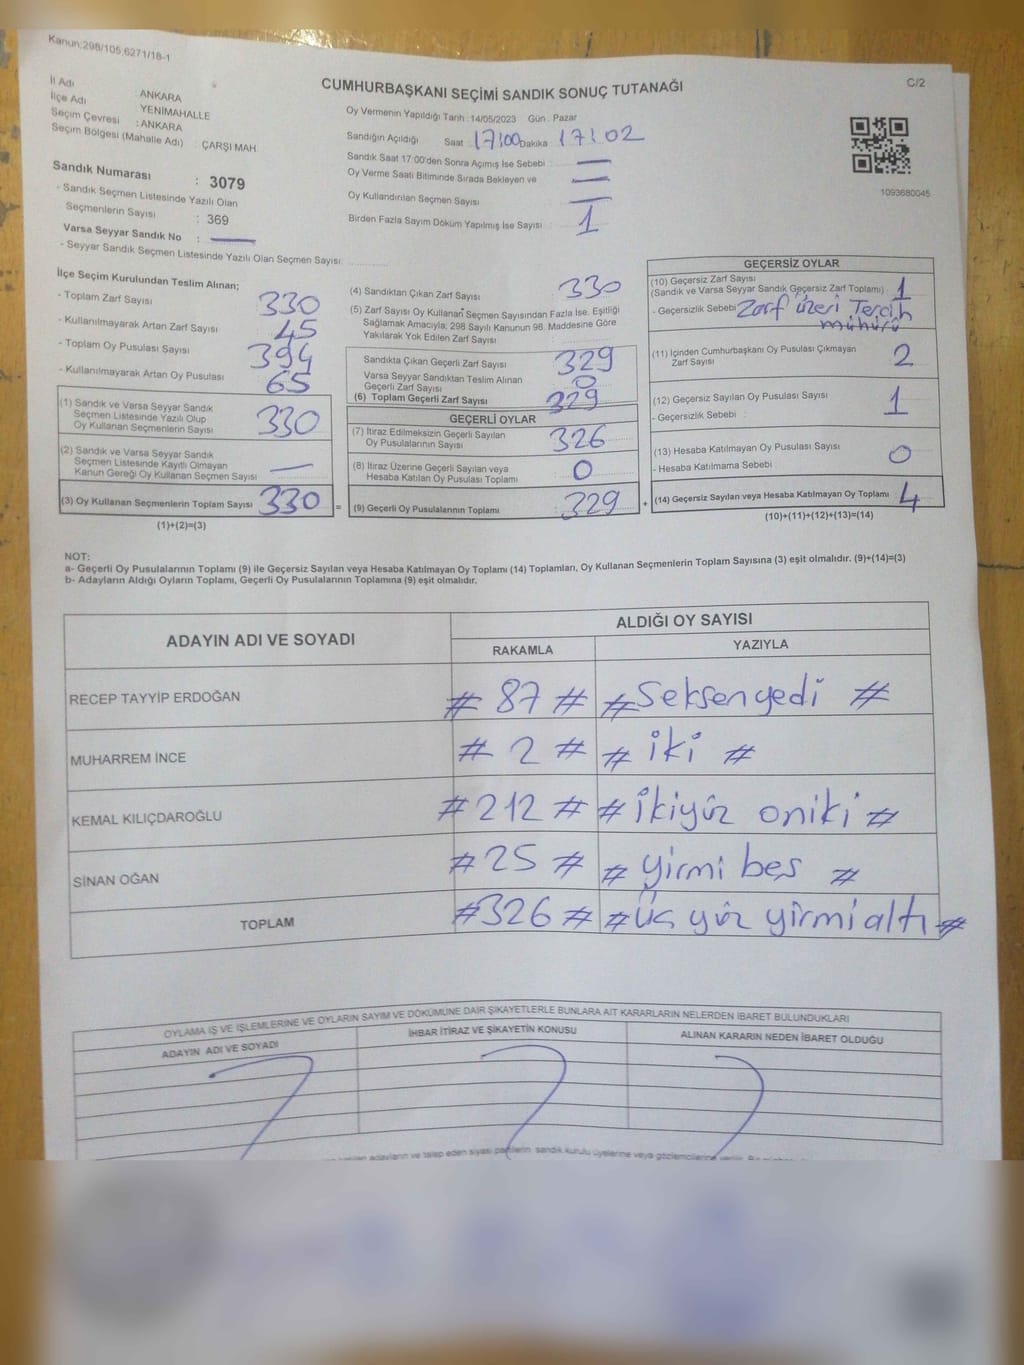 Kanun;298/105,6271/18-1
C/2
CUMHURBAŞKANI SEÇİMİ SANDIK SONUÇ TUTANAĞI
İl Adı ANKARA
İlçe Adı YENİMAHALLE
Seçim Çevresi : ANKARA
Seçim Bölgesi (Mahalle Adı) ÇARŞI MAH.
Sandık Numarası : 3079
- Sandık Seçmen Listesinde Yazılı Olan
Seçmenlerin Sayısı : 369
Varsa Seyyar Sandık No :
- Seyyar Sandık Seçmen Listesinde Yazılı Olan Seçmen Sayısı:
Oy Vermenin Yapıldığı Tarih : 14/05/2023 Gün : Pazar
Sandığın Açıldığı Saat 17:00 Dakika 17:02
Sandık Saat 17:00'den Sonra Açımış İse Sebebi :
Oy Verme Saati Bitiminde Sırada Bekleyen ve
Oy Kullandırılan Seçmen Sayısı
Birden Fazla Sayım Döküm Yapılmış İse Sayısı : 1
1093680045
İlçe Seçim Kurulundan Teslim Alınan;
- Toplam Zarf Sayısı 330
- Kullanılmayarak Artan Zarf Sayısı 45
- Toplam Oy Pusulası Sayısı 394
- Kullanılmayarak Artan Oy Pusulası 65
(1) Sandık ve Varsa Seyyar Sandık
Seçmen Listesinde Yazılı Olup
Oy Kullanan Seçmenlerin Sayısı 330
(2) Sandık ve Varsa Seyyar Sandık
Seçmen Listesinde Kayıtlı Olmayan
Kanun Gereği Oy Kullanan Seçmen Sayısı
(3) Oy Kullanan Seçmenlerin Toplam Sayısı 330
(1)+(2)=(3)
=
(4) Sandıktan Çıkan Zarf Sayısı : 330
(5) Zarf Sayısı Oy Kullanan Seçmen Sayısından Fazla İse, Eşitliği
Sağlamak Amacıyla; 298 Sayılı Kanunun 98. Maddesine Göre
Yakılarak Yok Edilen Zarf Sayısı :
Sandıkta Çıkan Geçerli Zarf Sayısı 329
Varsa Seyyar Sandıktan Teslim Alınan
Geçerli Zarf Sayısı 0
(6) Toplam Geçerli Zarf Sayısı 329
GEÇERLİ OYLAR
(7) İtiraz Edilmeksizin Geçerli Sayılan
Oy Pusulalarının Sayısı 326
(8) İtiraz Üzerine Geçerli Sayılan veya
Hesaba Katılan Oy Pusulası Toplamı 0
(9) Geçerli Oy Pusulalarının Toplamı 329
+
GEÇERSİZ OYLAR
(10) Geçersiz Zarf Sayısı
(Sandık ve Varsa Seyyar Sandık Geçersiz Zarf Toplamı) : 1
- Geçersizlik Sebebi : Zarf Üzeri Tercih
mühürü
(11) İçinden Cumhurbaşkanı Oy Pusulası Çıkmayan
Zarf Sayısı 2
(12) Geçersiz Sayılan Oy Pusulası Sayısı 1
- Geçersizlik Sebebi :
(13) Hesaba Katılmayan Oy Pusulası Sayısı 0
- Hesaba Katılmama Sebebi :
(14) Geçersiz Sayılan veya Hesaba Katılmayan Oy Toplamı 4
(10)+(11)+(12)+(13)=(14)
NOT:
a- Geçerli Oy Pusulalarının Toplamı (9) ile Geçersiz Sayılan veya Hesaba Katılmayan Oy Toplamı (14) Toplamları, Oy Kullanan Seçmenlerin Toplam Sayısına (3) eşit olmalıdır. (9)+(14)=(3)
b- Adayların Aldığı Oyların Toplamı, Geçerli Oy Pusulalarının Toplamına (9) eşit olmalıdır.
ADAYIN ADI VE SOYADI
ALDIĞI OY SAYISI
RAKAMLA YAZIYLA
RECEP TAYYİP ERDOĞAN # 87 # # Seksenyedi #
MUHARREM İNCE # 2 # # iki #
KEMAL KILIÇDAROĞLU # 212 # # ikiyüz oniki #
SİNAN OĞAN # 25 # # yirmi beş #
TOPLAM # 326 # # Üç yüz yirmialtı #
OYLAMA İŞ VE İŞLEMLERİNE VE OYLARIN SAYIM VE DÖKÜMÜNE DAİR ŞİKAYETLERLE BUNLARA AİT KARARLARIN NELERDEN İBARET BULUNDUKLARI
ADAYIN ADI VE SOYADI İHBAR İTİRAZ VE ŞİKAYETİN KONUSU ALINAN KARARIN NEDEN İBARET OLDUĞU
adayların ve talep eden siyasi partilerin sandık kurulu üyelerine veya gözlemcilerine